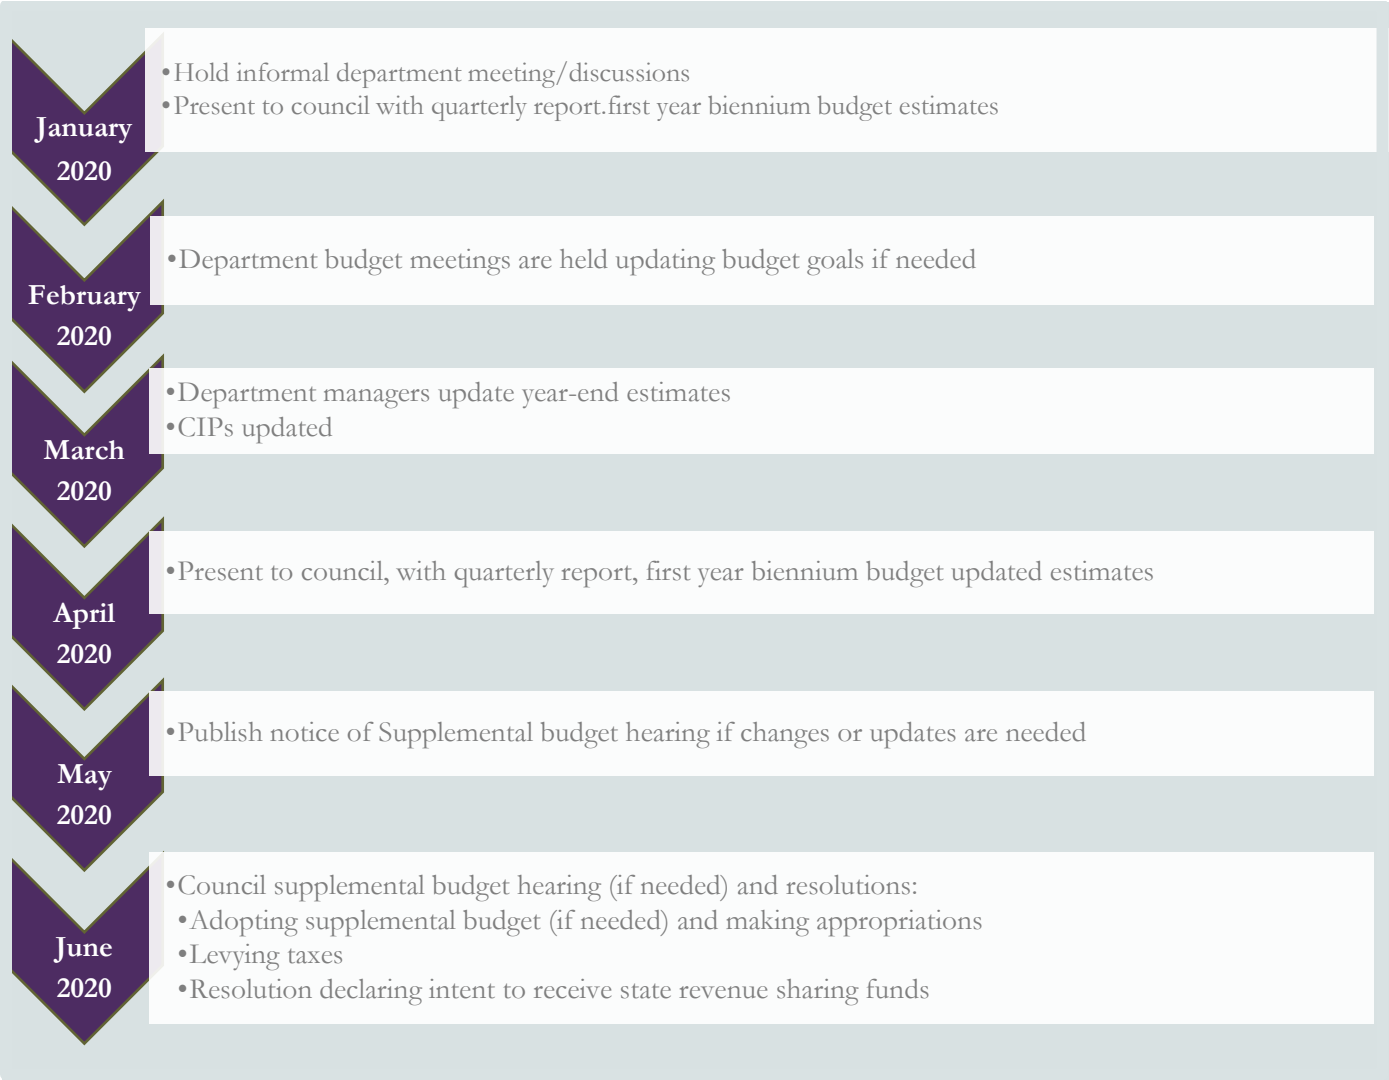 January
2020
•Hold informal department meeting/discussions
•Present to council with quarterly report.first year biennium budget estimates
February
2020
•Department budget meetings are held updating budget goals if needed
March
2020
•Department managers update year-end estimates
•CIPs updated
April
2020
•Present to council, with quarterly report, first year biennium budget updated estimates
May
2020
•Publish notice of Supplemental budget hearing if changes or updates are needed
June
2020
•Council supplemental budget hearing (if needed) and resolutions:
•Adopting supplemental budget (if needed) and making appropriations
•Levying taxes
•Resolution declaring intent to receive state revenue sharing funds